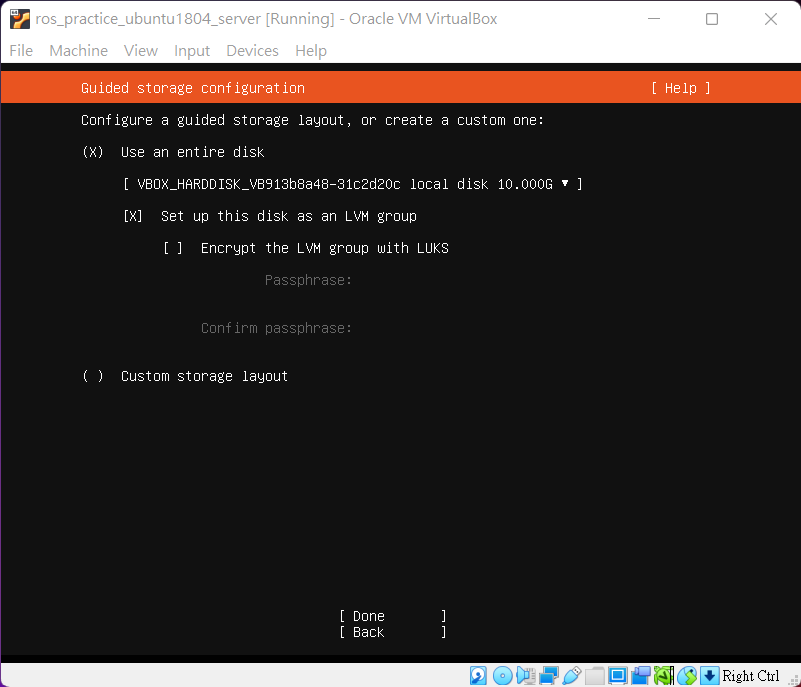 ros_practice_ubuntu1804_server [Running] - Oracle VM VirtualBox
File Machine View Input Devices Help
Guided storage configuration [ Help ]
Configure a guided storage layout, or create a custom one:
(X) Use an entire disk
[ VBOX_HARDDISK_VB913b8a48-31c2d20c local disk 10.000G ▾ ]
[X] Set up this disk as an LVM group
[ ] Encrypt the LVM group with LUKS
Passphrase:
Confirm passphrase:
( ) Custom storage layout
[ Done ]
[ Back ]
Right Ctrl